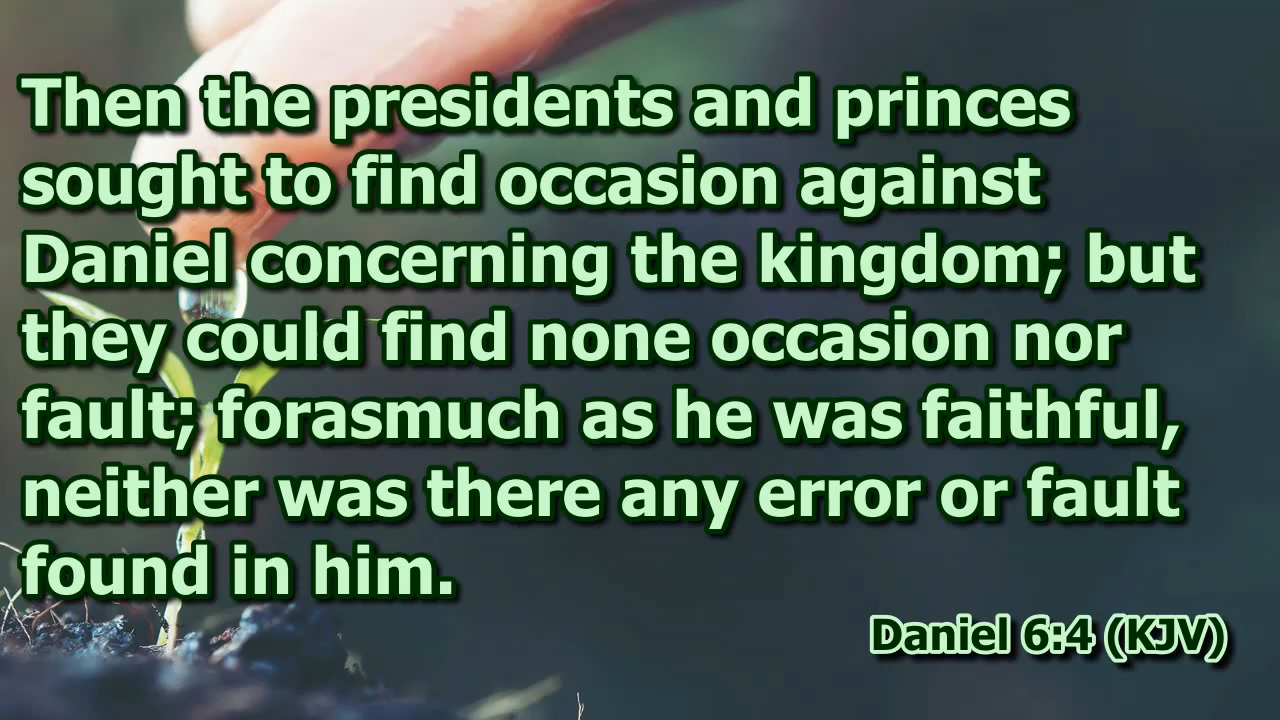 Then the presidents and princes
sought to find occasion against
Daniel concerning the kingdom; but
they could find none occasion nor
fault; forasmuch as he was faithful,
neither was there any error or fault
found in him.
Daniel 6:4 (KJV)